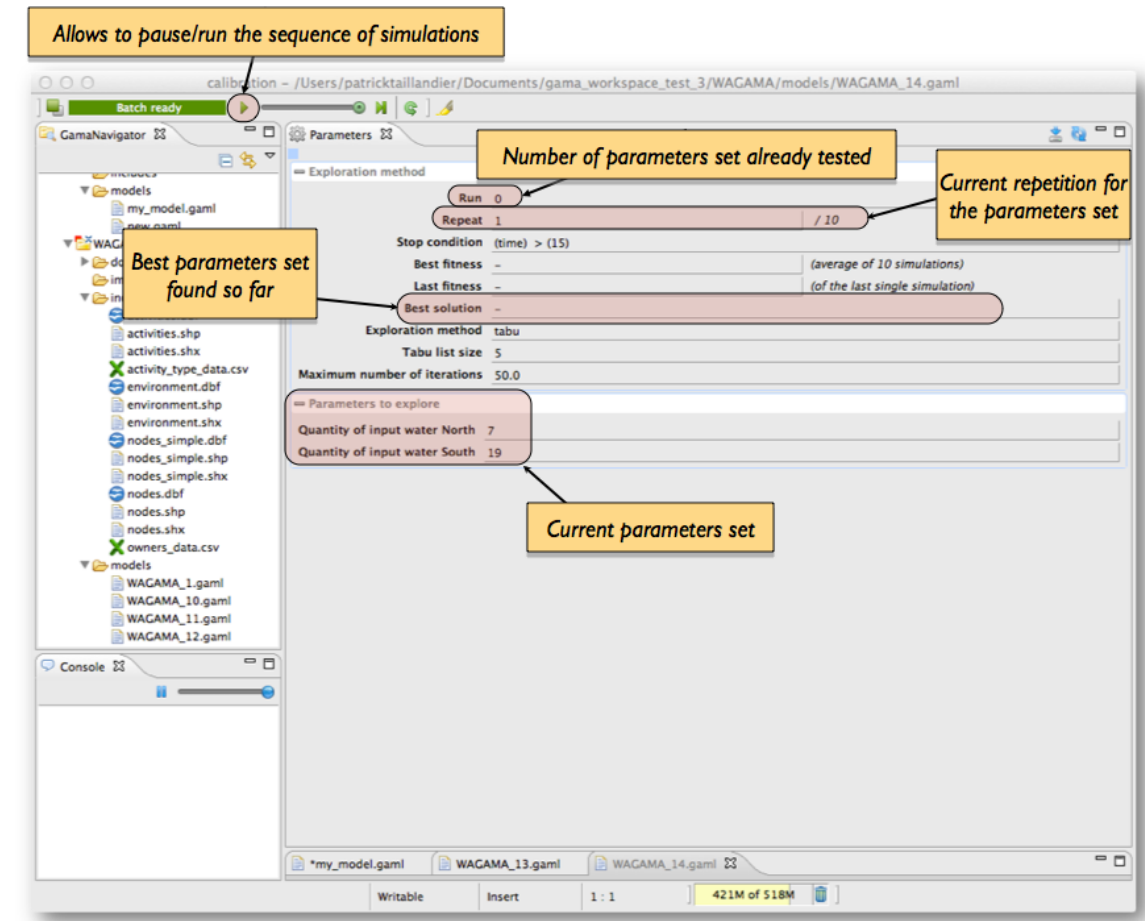 Allows to pause/run the sequence of simulations
calibration – /Users/patricktaillandier/Documents/gama_workspace_test_3/WAGAMA/models/WAGAMA_14.gaml
Batch ready
GamaNavigator
Parameters
Number of parameters set already tested
Exploration method
Current repetition for
the parameters set
includes
models
my_model.gaml
new.gaml
Run 0
Repeat 1 / 10
Stop condition (time) > (15)
Best fitness – (average of 10 simulations)
Last fitness – (of the last single simulation)
Best solution –
Exploration method tabu
Tabu list size 5
Maximum number of iterations 50.0
Best parameters set
found so far
Parameters to explore
Quantity of input water North 7
Quantity of input water South 19
Current parameters set
activities.shp
activities.shx
activity_type_data.csv
environment.dbf
environment.shp
environment.shx
nodes_simple.dbf
nodes_simple.shp
nodes_simple.shx
nodes.dbf
nodes.shp
nodes.shx
owners_data.csv
models
WAGAMA_1.gaml
WAGAMA_10.gaml
WAGAMA_11.gaml
WAGAMA_12.gaml
Console
*my_model.gaml
WAGAMA_13.gaml
WAGAMA_14.gaml
Writable Insert 1 : 1 421M of 518M